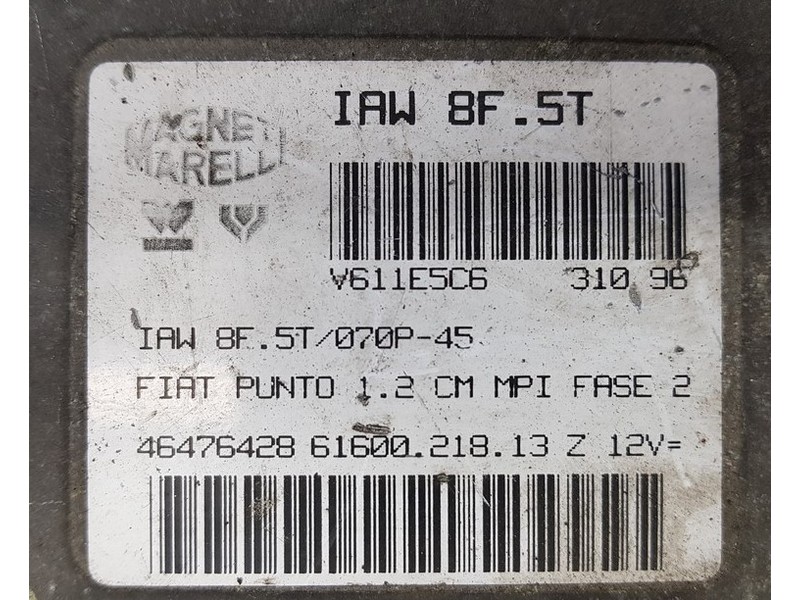 MAGNETI
MARELLI
IAW 8F.5T
V611E5C6 310 96
IAW 8F.5T/070P-45
FIAT PUNTO 1.2 CM MPI FASE 2
46476428 61600.218.13 Z 12V=